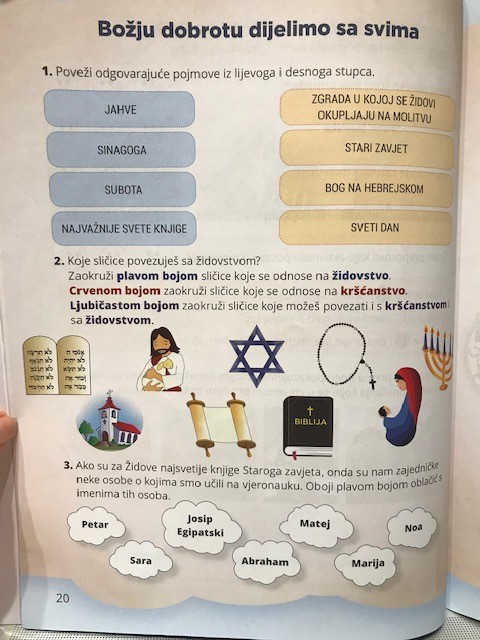 Božju dobrotu dijelimo sa svima
1. Poveži odgovarajuće pojmove iz lijevoga i desnoga stupca.
JAHVE
ZGRADA U KOJOJ SE ŽIDOVI
OKUPLJAJU NA MOLITVU
SINAGOGA
STARI ZAVJET
SUBOTA
BOG NA HEBREJSKOM
NAJVAŽNIJE SVETE KNJIGE
SVETI DAN
2. Koje sličice povezuješ sa židovstvom?
Zaokruži plavom bojom sličice koje se odnose na židovstvo.
Crvenom bojom zaokruži sličice koje se odnose na kršćanstvo.
Ljubičastom bojom zaokruži sličice koje možeš povezati i s kršćanstvom i
sa židovstvom.
BIBLIJA
3. Ako su za Židove najsvetije knjige Staroga zavjeta, onda su nam zajedničke
neke osobe o kojima smo učili na vjeronauku. Oboji plavom bojom oblačić s
imenima tih osoba.
Petar
Josip
Egipatski
Matej
Noa
Sara
Abraham
Marija
20